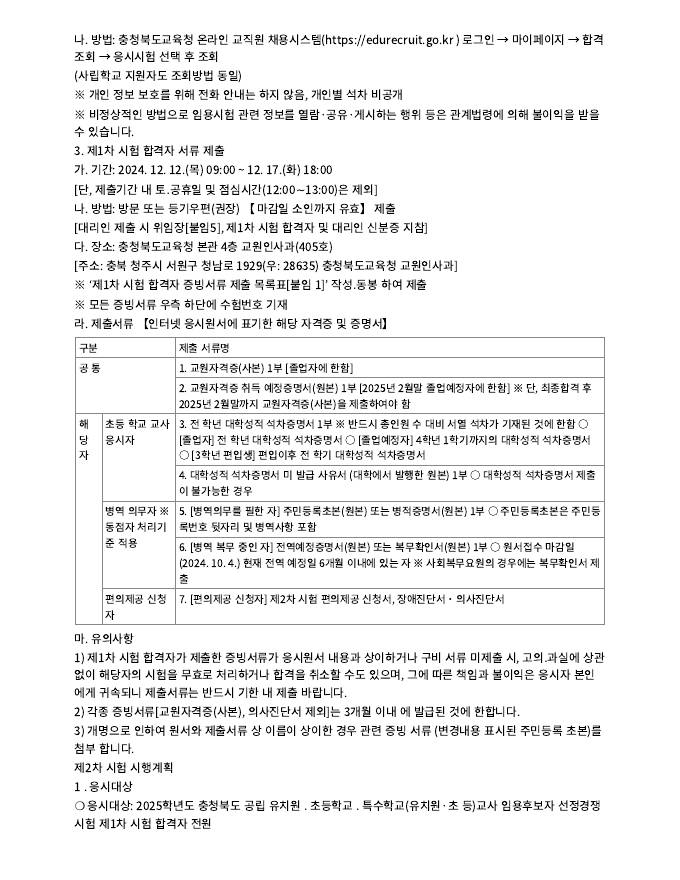 나. 방법: 충청북도교육청 온라인 교직원 채용시스템(https://edurecruit.go.kr ) 로그인 → 마이페이지 → 합격
조회 → 응시시험 선택 후 조회
(사립학교 지원자도 조회방법 동일)
※ 개인 정보 보호를 위해 전화 안내는 하지 않음, 개인별 석차 비공개
※ 비정상적인 방법으로 임용시험 관련 정보를 열람·공유·게시하는 행위 등은 관계법령에 의해 불이익을 받을
수 있습니다.
3. 제1차 시험 합격자 서류 제출
가. 기간: 2024. 12. 12.(목) 09:00 ~ 12. 17.(화) 18:00
[단, 제출기간 내 토.공휴일 및 점심시간(12:00~13:00)은 제외]
나. 방법: 방문 또는 등기우편(권장) 【 마감일 소인까지 유효】 제출
[대리인 제출 시 위임장[붙임5], 제1차 시험 합격자 및 대리인 신분증 지참]
다. 장소: 충청북도교육청 본관 4층 교원인사과(405호)
[주소: 충북 청주시 서원구 청남로 1929(우: 28635) 충청북도교육청 교원인사과]
※ ‘제1차 시험 합격자 증빙서류 제출 목록표[붙임 1]’ 작성.동봉 하여 제출
※ 모든 증빙서류 우측 하단에 수험번호 기재
라. 제출서류 【인터넷 응시원서에 표기한 해당 자격증 및 증명서】
구분 제출 서류명
공 통 1. 교원자격증(사본) 1부 [졸업자에 한함]
2. 교원자격증 취득 예정증명서(원본) 1부 [2025년 2월말 졸업예정자에 한함] ※ 단, 최종합격 후
2025년 2월말까지 교원자격증(사본)을 제출하여야 함
해
당
자
초등 학교 교사
응시자
3. 전 학년 대학성적 석차증명서 1부 ※ 반드시 총인원 수 대비 서열 석차가 기재된 것에 한함 ○
[졸업자] 전 학년 대학성적 석차증명서 ○ [졸업예정자] 4학년 1학기까지의 대학성적 석차증명서
○ [3학년 편입생] 편입이후 전 학기 대학성적 석차증명서
4. 대학성적 석차증명서 미 발급 사유서 (대학에서 발행한 원본) 1부 ○ 대학성적 석차증명서 제출
이 불가능한 경우
병역 의무자 ※
동점자 처리기
준 적용
5. [병역의무를 필한 자] 주민등록초본(원본) 또는 병적증명서(원본) 1부 ○ 주민등록초본은 주민등
록번호 뒷자리 및 병역사항 포함
6. [병역 복무 중인 자] 전역예정증명서(원본) 또는 복무확인서(원본) 1부 ○ 원서접수 마감일
(2024. 10. 4.) 현재 전역 예정일 6개월 이내에 있는 자 ※ 사회복무요원의 경우에는 복무확인서 제
출
편의제공 신청
자
7. [편의제공 신청자] 제2차 시험 편의제공 신청서, 장애진단서・의사진단서
마. 유의사항
1) 제1차 시험 합격자가 제출한 증빙서류가 응시원서 내용과 상이하거나 구비 서류 미제출 시, 고의.과실에 상관
없이 해당자의 시험을 무효로 처리하거나 합격을 취소할 수도 있으며, 그에 따른 책임과 불이익은 응시자 본인
에게 귀속되니 제출서류는 반드시 기한 내 제출 바랍니다.
2) 각종 증빙서류[교원자격증(사본), 의사진단서 제외]는 3개월 이내 에 발급된 것에 한합니다.
3) 개명으로 인하여 원서와 제출서류 상 이름이 상이한 경우 관련 증빙 서류 (변경내용 표시된 주민등록 초본)를
첨부 합니다.
제2차 시험 시행계획
1 . 응시대상
❍ 응시대상: 2025학년도 충청북도 공립 유치원 . 초등학교 . 특수학교(유치원·초 등)교사 임용후보자 선정경쟁
시험 제1차 시험 합격자 전원